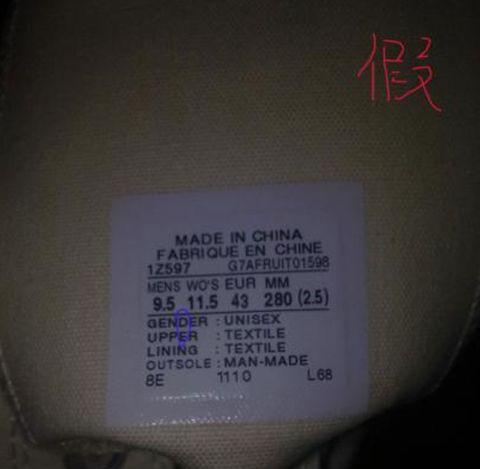 假
MADE IN CHINA
FABRIQUE EN CHINE
1Z597 G7AFRUIT01598
MENS WO'S EUR MM
9.5 11.5 43 280 (2.5)
GENDER : UNISEX
UPPER : TEXTILE
LINING : TEXTILE
OUTSOLE : MAN-MADE
8E 1110 L68